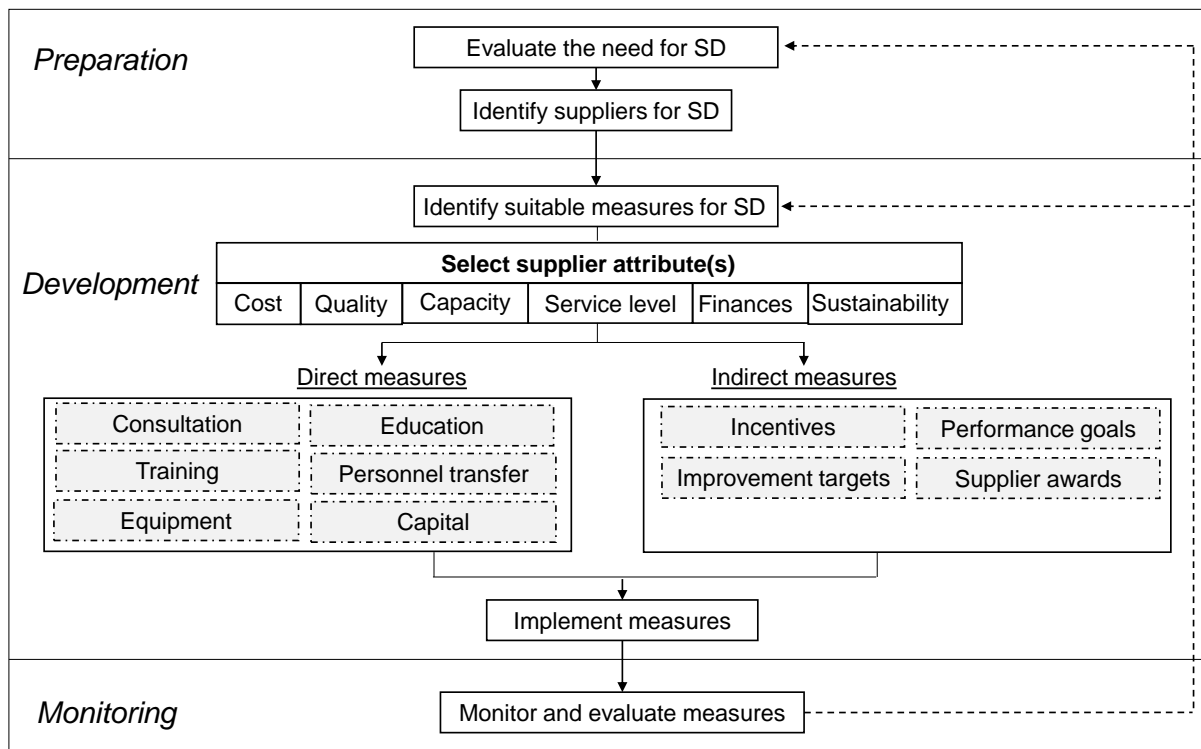 Preparation
Evaluate the need for SD
Identify suppliers for SD
Development
Identify suitable measures for SD
Select supplier attribute(s)
Cost
Quality
Capacity
Service level
Finances
Sustainability
Direct measures
Consultation
Education
Training
Personnel transfer
Equipment
Capital
Indirect measures
Incentives
Performance goals
Improvement targets
Supplier awards
Implement measures
Monitoring
Monitor and evaluate measures